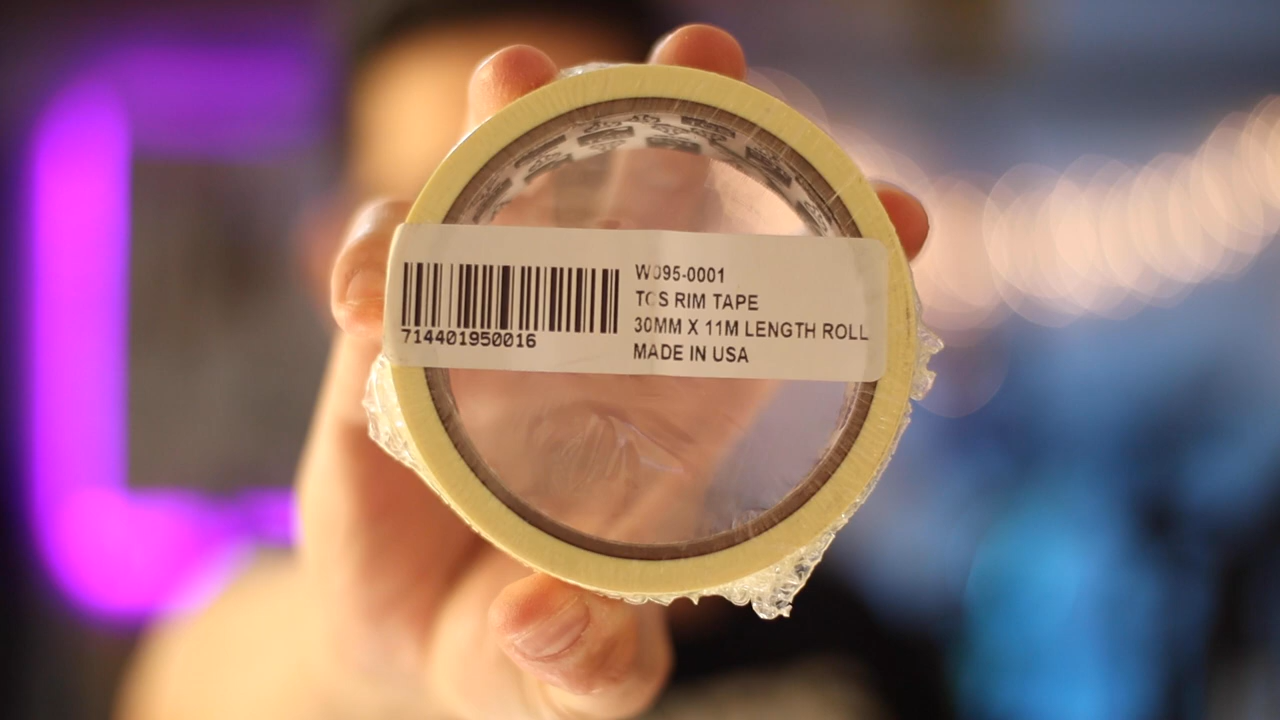 W095-0001
TCS RIM TAPE
30MM X 11M LENGTH ROLL
MADE IN USA
714401950016